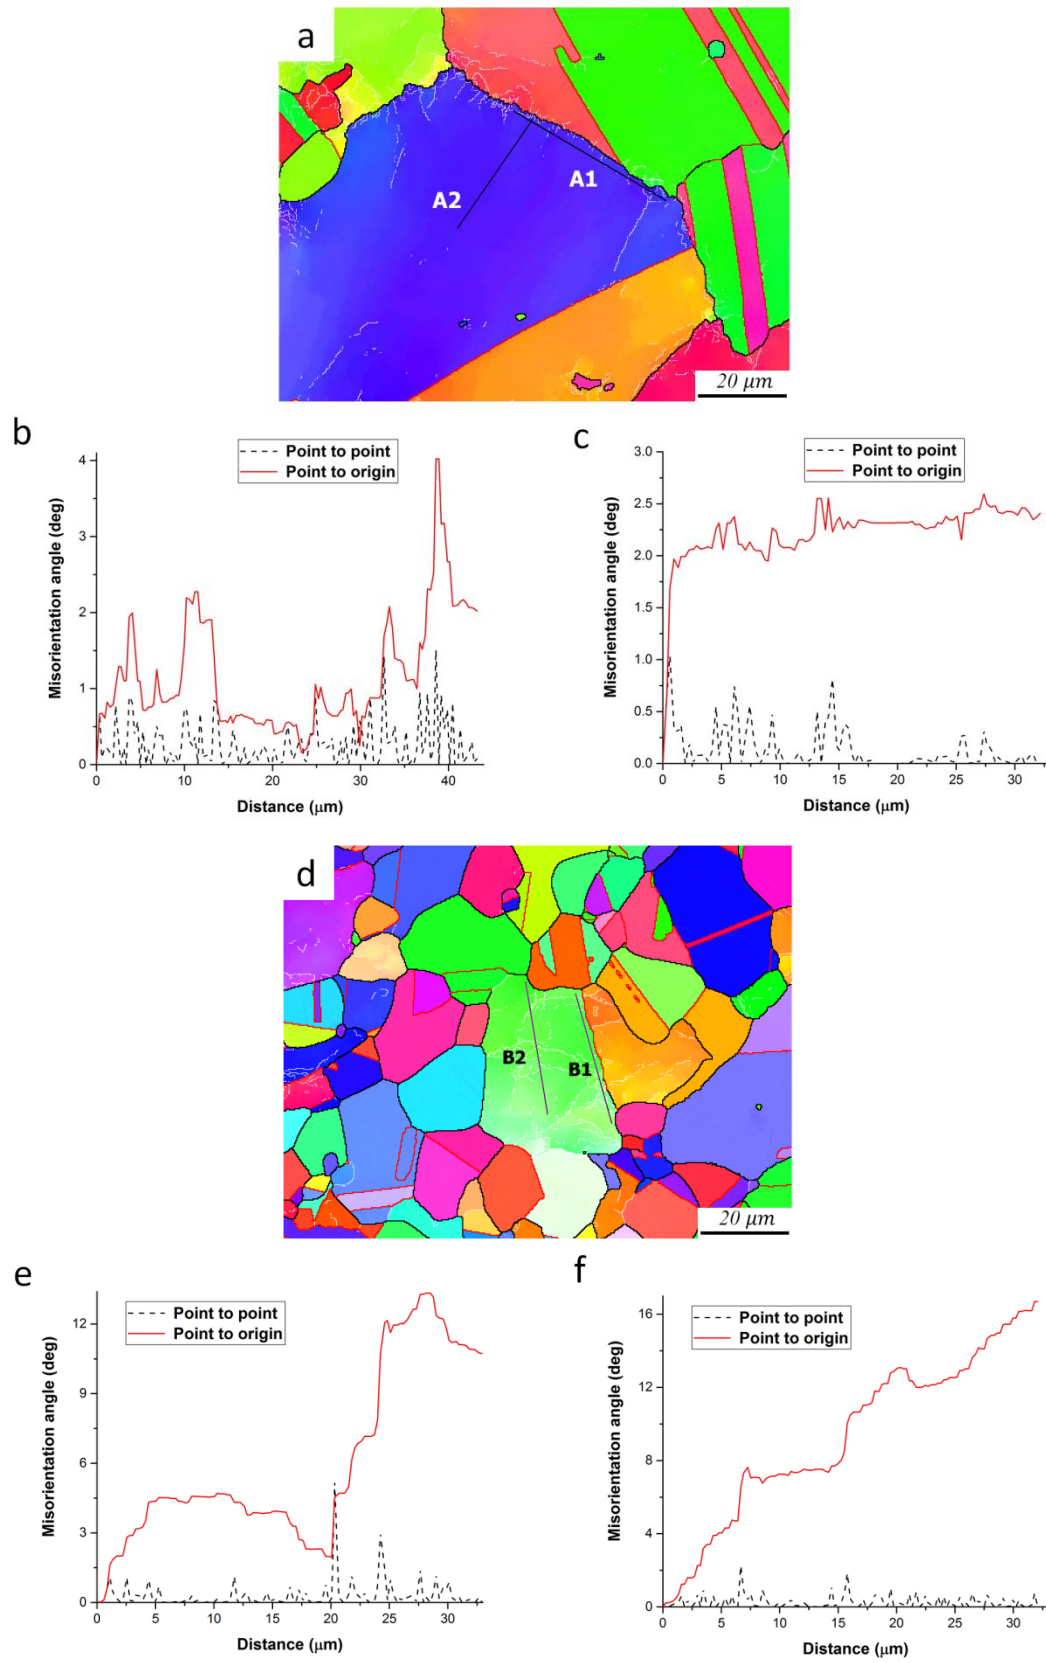 a
A1
A2
20 μm
b
Point to point
Point to origin
Misorientation angle (deg)
4
3
2
1
0
0 10 20 30 40
Distance (μm)
c
Point to point
Point to origin
Misorientation angle (deg)
3.0
2.5
2.0
1.5
1.0
0.5
0.0
0 5 10 15 20 25 30
Distance (μm)
d
B2
B1
20 μm
e
Point to point
Point to origin
Misorientation angle (deg)
12
9
6
3
0
0 5 10 15 20 25 30
Distance (μm)
f
Point to point
Point to origin
Misorientation angle (deg)
16
12
8
4
0
0 5 10 15 20 25 30
Distance (μm)